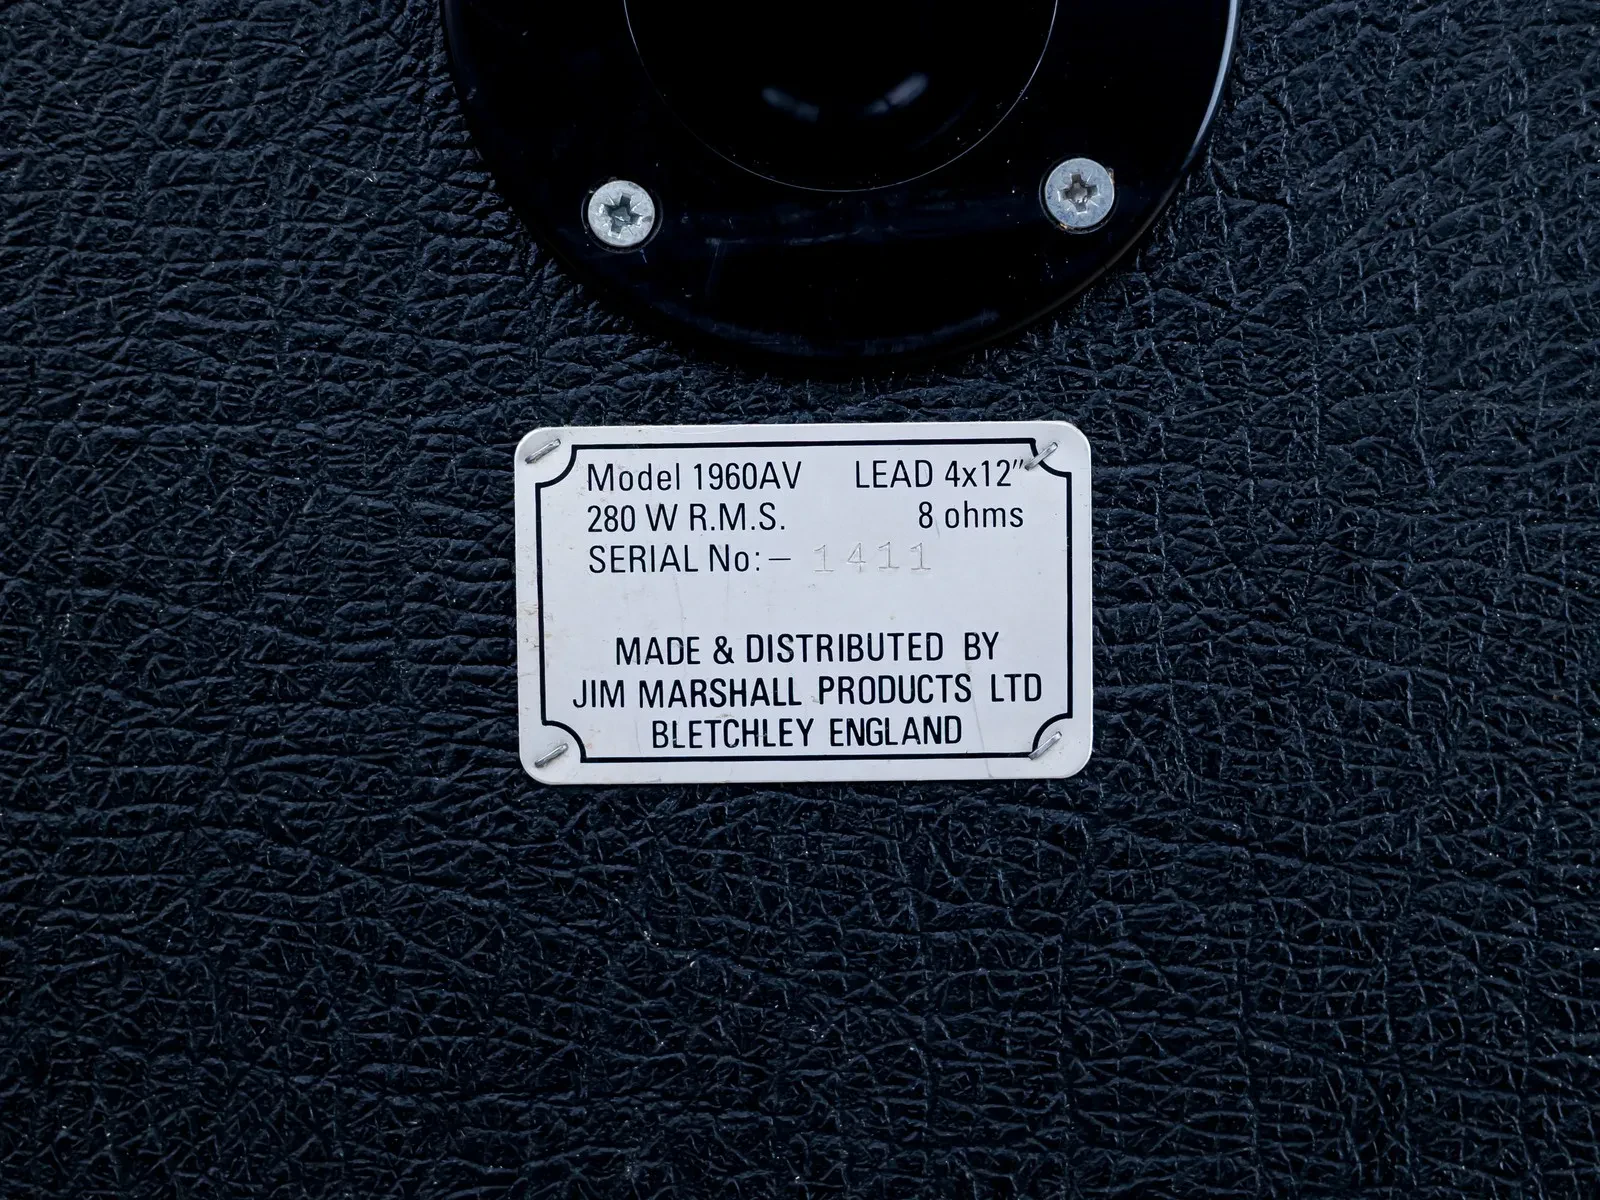 Model 1960AV LEAD 4x12"
280 W R.M.S. 8 ohms
SERIAL No:– 1411
MADE & DISTRIBUTED BY
JIM MARSHALL PRODUCTS LTD
BLETCHLEY ENGLAND